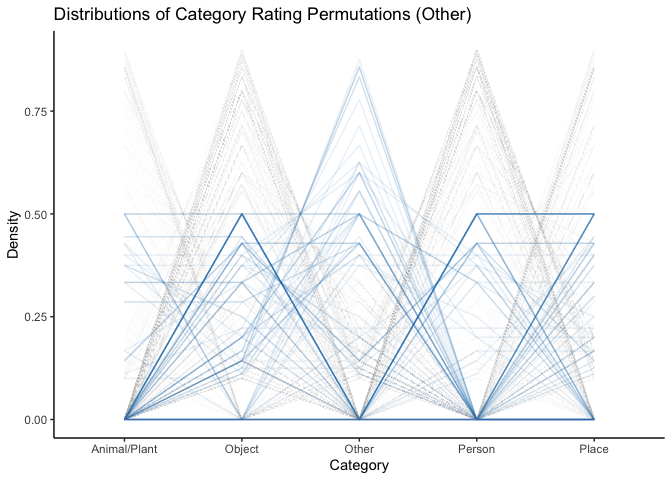 Distributions of Category Rating Permutations (Other)
Density
0.75
0.50
0.25
0.00
Animal/Plant Object Other Person Place
Category